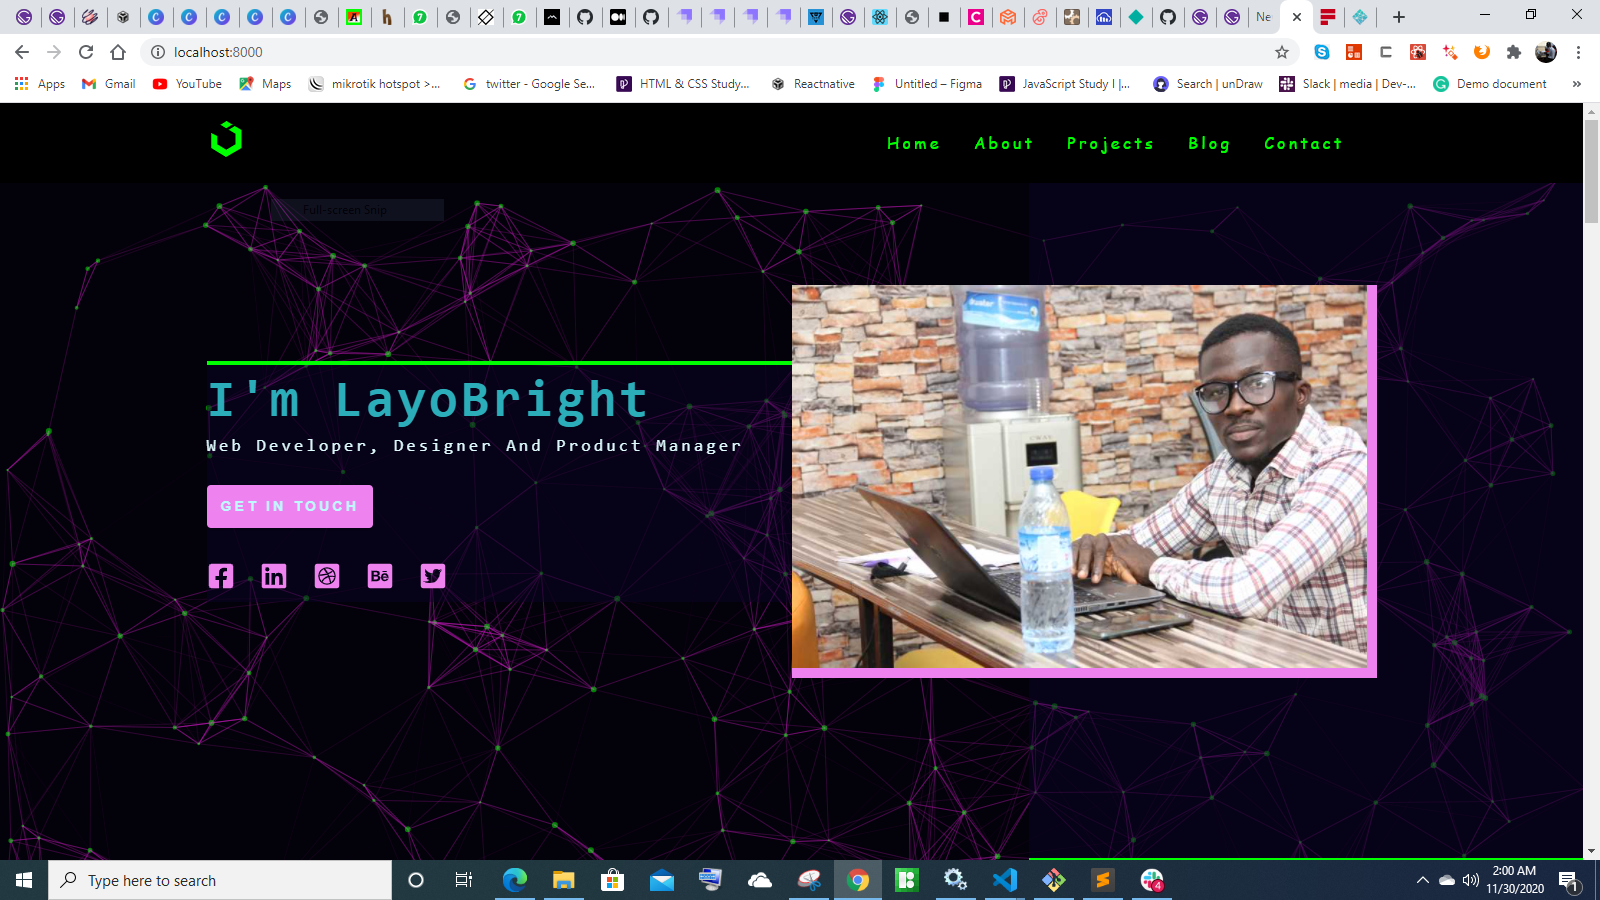 Ne
localhost:8000
Apps
Gmail
YouTube
Maps
mikrotik hotspot >...
twitter - Google Se...
HTML & CSS Study...
Reactnative
Untitled – Figma
JavaScript Study I |...
Search | unDraw
Slack | media | Dev-...
Demo document
»
Home
About
Projects
Blog
Contact
Full-screen Snip
I'm LayoBright
Web Developer, Designer And Product Manager
GET IN TOUCH
Type here to search
4
2:00 AM
11/30/2020
1